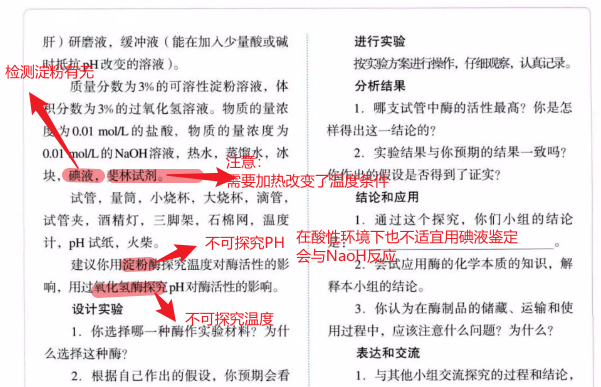 肝）研磨液，缓冲液（能在加入少量酸或碱
时抵抗pH改变的溶液）。
检测淀粉有无
质量分数为3%的可溶性淀粉溶液，体
积分数为3%的过氧化氢溶液。物质的量浓
度为0.01 mol/L的盐酸，物质的量浓度为
0.01 mol/L的NaOH溶液，热水，蒸馏水，冰
块，碘液，斐林试剂。
注意：
需要加热改变了温度条件
试管，量筒，小烧杯，大烧杯，滴管，
试管夹，酒精灯，三脚架，石棉网，温度
计，pH 试纸，火柴。
不可探究PH
建议你用淀粉酶探究温度对酶活性的影
响，用过氧化氢酶探究pH对酶活性的影响。
不可探究温度
设计实验
1．你选择哪一种酶作实验材料？为什
么选择这种酶？
2．根据自己作出的假设，你预期会看
进行实验
按实验方案进行操作，仔细观察，认真记录。
分析结果
1．哪支试管中酶的活性最高？你是怎
样得出这一结论的？
2．实验结果与你预期的结果一致吗？
你作出的假设是否得到了证实？
结论和应用
1．通过这个探究，你们小组的结论
是：
。
在酸性环境下也不适宜用碘液鉴定
会与NaoH反应
2．尝试应用酶的化学本质的知识，解
释本小组的结论。
3．你认为在酶制品的储藏、运输和使
用过程中，应该注意什么问题？为什么？
表达和交流
1．与其他小组交流探究的过程和结论，